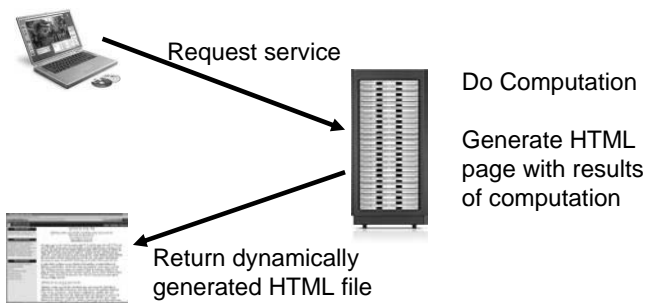 Request service
Do Computation
Generate HTML
page with results
of computation
Return dynamically
generated HTML file